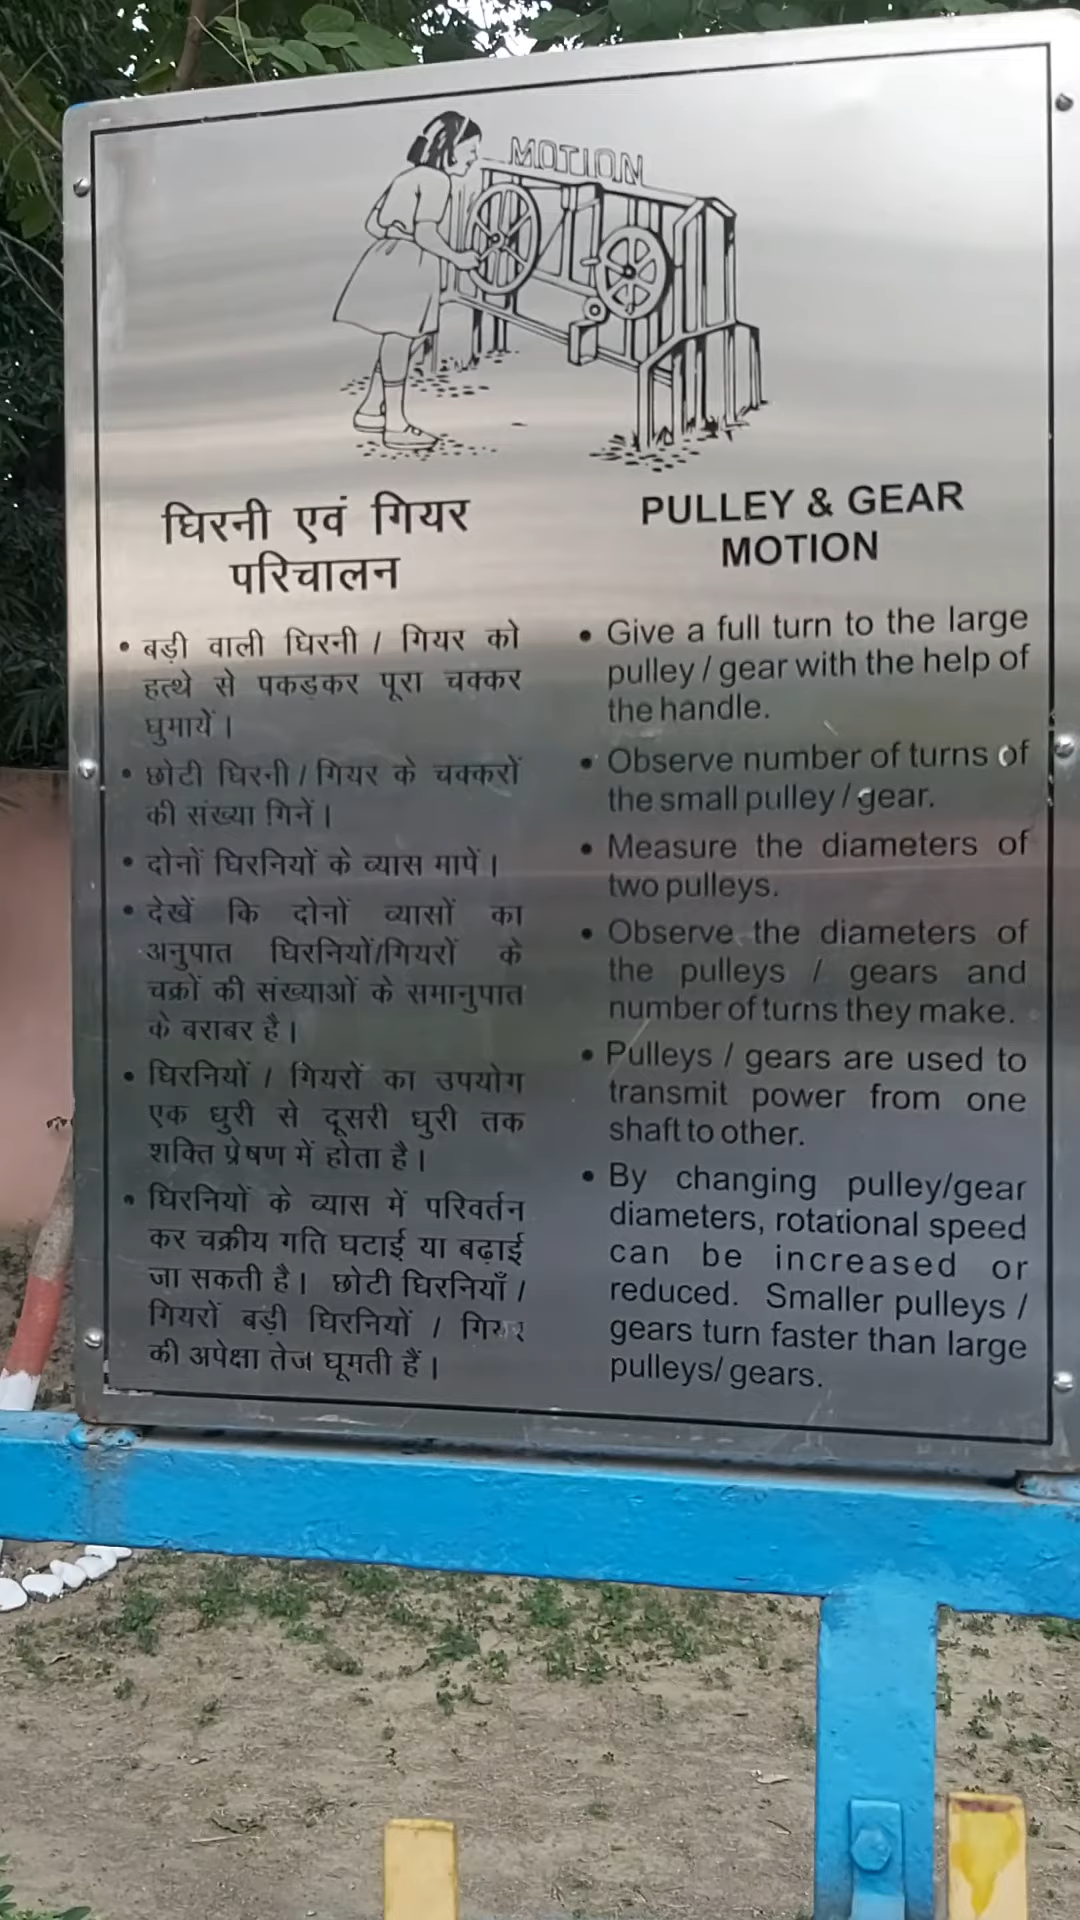 MOTION
घिरनी एवं गियर
परिचालन
• बड़ी वाली घिरनी / गियर को
हत्थे से पकड़कर पूरा चक्कर
घुमायें।
• छोटी घिरनी / गियर के चक्करों
की संख्या गिनें।
• दोनों घिरनियों के व्यास मापें।
• देखें कि दोनों व्यासों का
अनुपात घिरनियों/गियरों के
चक्रों की संख्याओं के समानुपात
के बराबर है।
• घिरनियों / गियरों का उपयोग
एक धुरी से दूसरी धुरी तक
शक्ति प्रेषण में होता है।
• घिरनियों के व्यास में परिवर्तन
कर चक्रीय गति घटाई या बढ़ाई
जा सकती है। छोटी घिरनियाँ /
गियरों बड़ी घिरनियों / गियर
की अपेक्षा तेज घूमती हैं।
PULLEY & GEAR
MOTION
• Give a full turn to the large
pulley / gear with the help of
the handle.
• Observe number of turns of
the small pulley / gear.
• Measure the diameters of
two pulleys.
• Observe the diameters of
the pulleys / gears and
number of turns they make.
• Pulleys / gears are used to
transmit power from one
shaft to other.
• By changing pulley/gear
diameters, rotational speed
can be increased or
reduced. Smaller pulleys /
gears turn faster than large
pulleys/ gears.